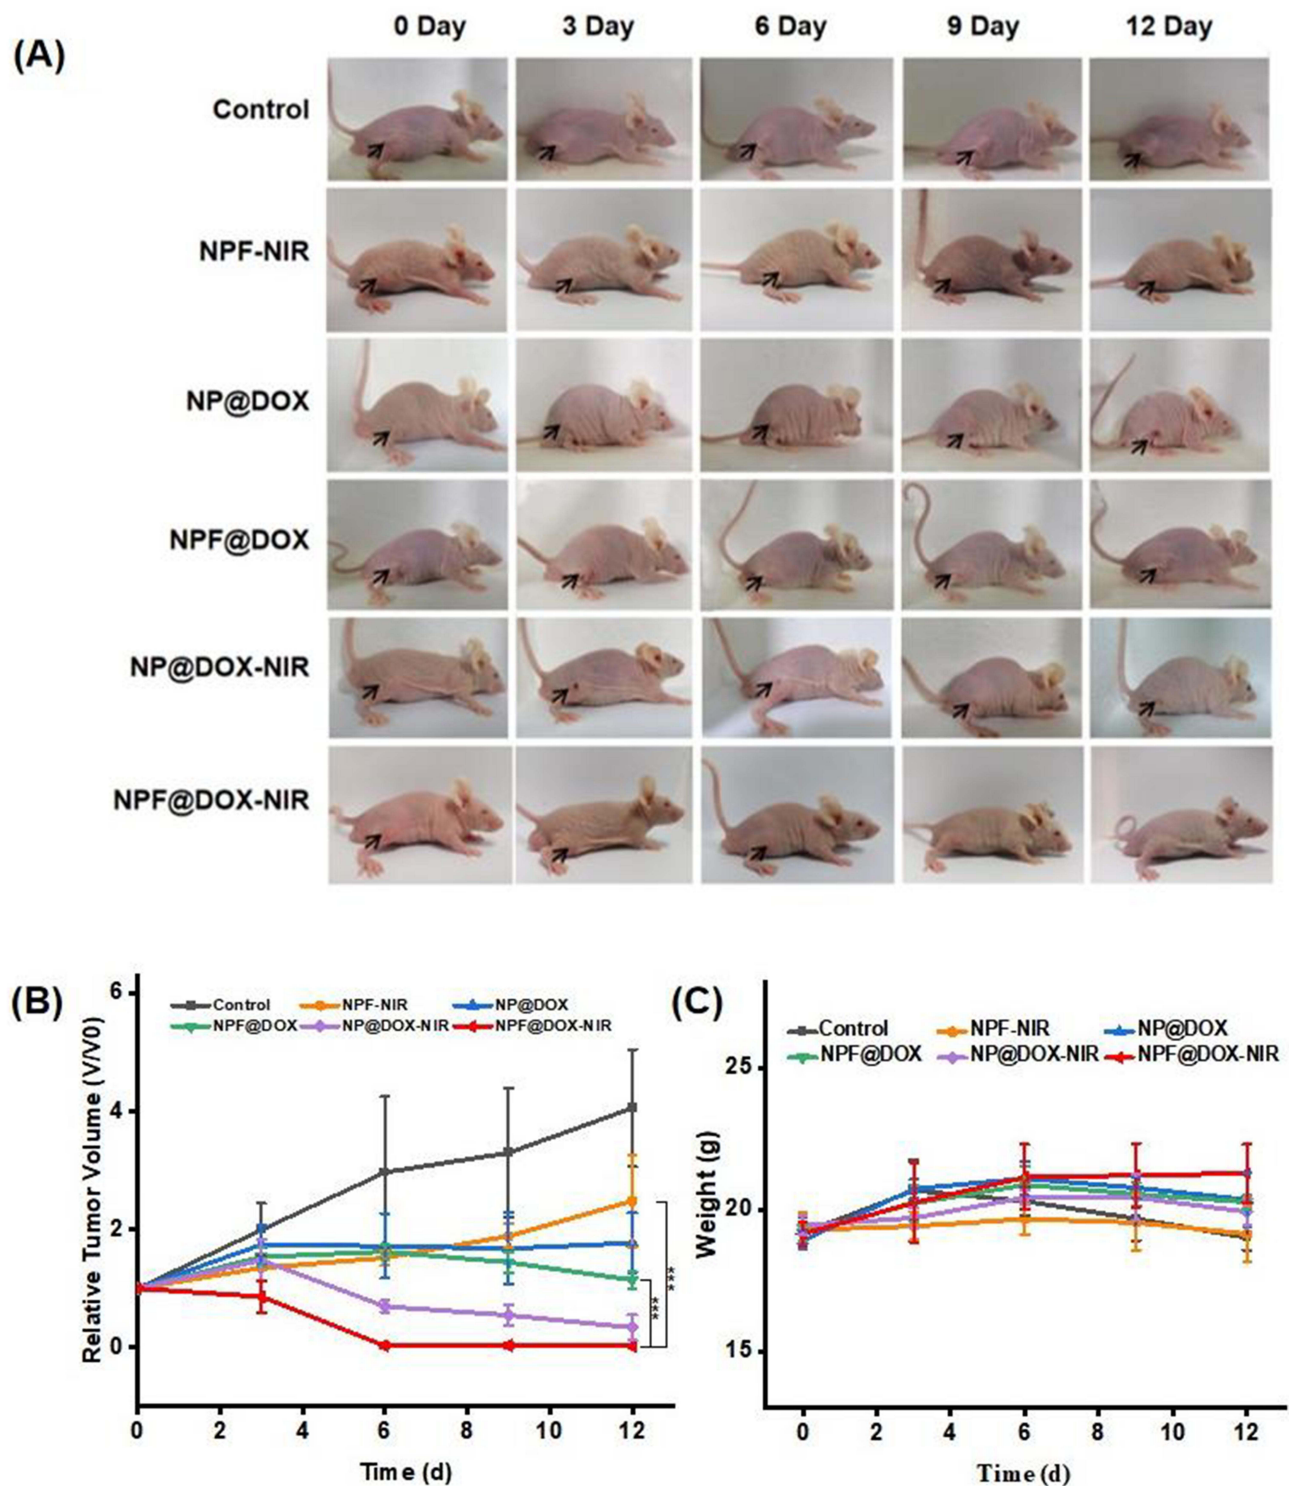 (A)
0 Day 3 Day 6 Day 9 Day 12 Day
Control
NPF-NIR
NP@DOX
NPF@DOX
NP@DOX-NIR
NPF@DOX-NIR
(B)
Relative Tumor Volume (V/V0)
6
4
2
0
Control NPF-NIR NP@DOX
NPF@DOX NP@DOX-NIR NPF@DOX-NIR
***
***
0 2 4 6 8 10 12
Time (d)
(C)
Weight (g)
25
20
15
Control NPF-NIR NP@DOX
NPF@DOX NP@DOX-NIR NPF@DOX-NIR
0 2 4 6 8 10 12
Time (d)